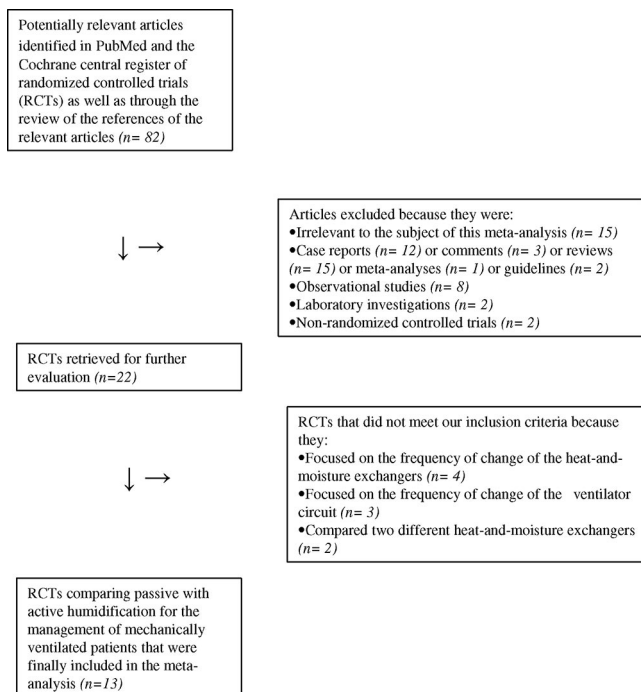 Potentially relevant articles
identified in PubMed and the
Cochrane central register of
randomized controlled trials
(RCTs) as well as through the
review of the references of the
relevant articles (n= 82)
↓ →
Articles excluded because they were:
•Irrelevant to the subject of this meta-analysis (n= 15)
•Case reports (n= 12) or comments (n= 3) or reviews
(n= 15) or meta-analyses (n= 1) or guidelines (n= 2)
•Observational studies (n= 8)
•Laboratory investigations (n= 2)
•Non-randomized controlled trials (n= 2)
RCTs retrieved for further
evaluation (n=22)
↓ →
RCTs that did not meet our inclusion criteria because
they:
•Focused on the frequency of change of the heat-and-
moisture exchangers (n= 4)
•Focused on the frequency of change of the ventilator
circuit (n= 3)
•Compared two different heat-and-moisture exchangers
(n= 2)
RCTs comparing passive with
active humidification for the
management of mechanically
ventilated patients that were
finally included in the meta-
analysis (n=13)